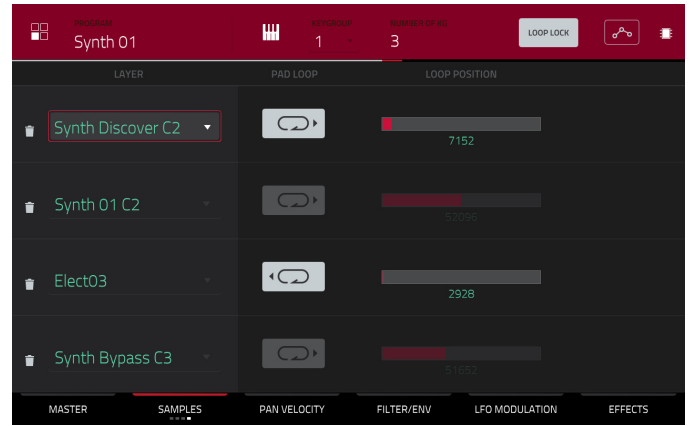 PROGRAM KEYGROUP NUMBER OF KG
Synth 01 1 3 LOOP LOCK
LAYER PAD LOOP LOOP POSITION
Synth Discover C2
7152
Synth 01 C2
52096
Elect03
2928
Synth Bypass C3
51652
MASTER SAMPLES PAN VELOCITY FILTER/ENV LFO MODULATION EFFECTS